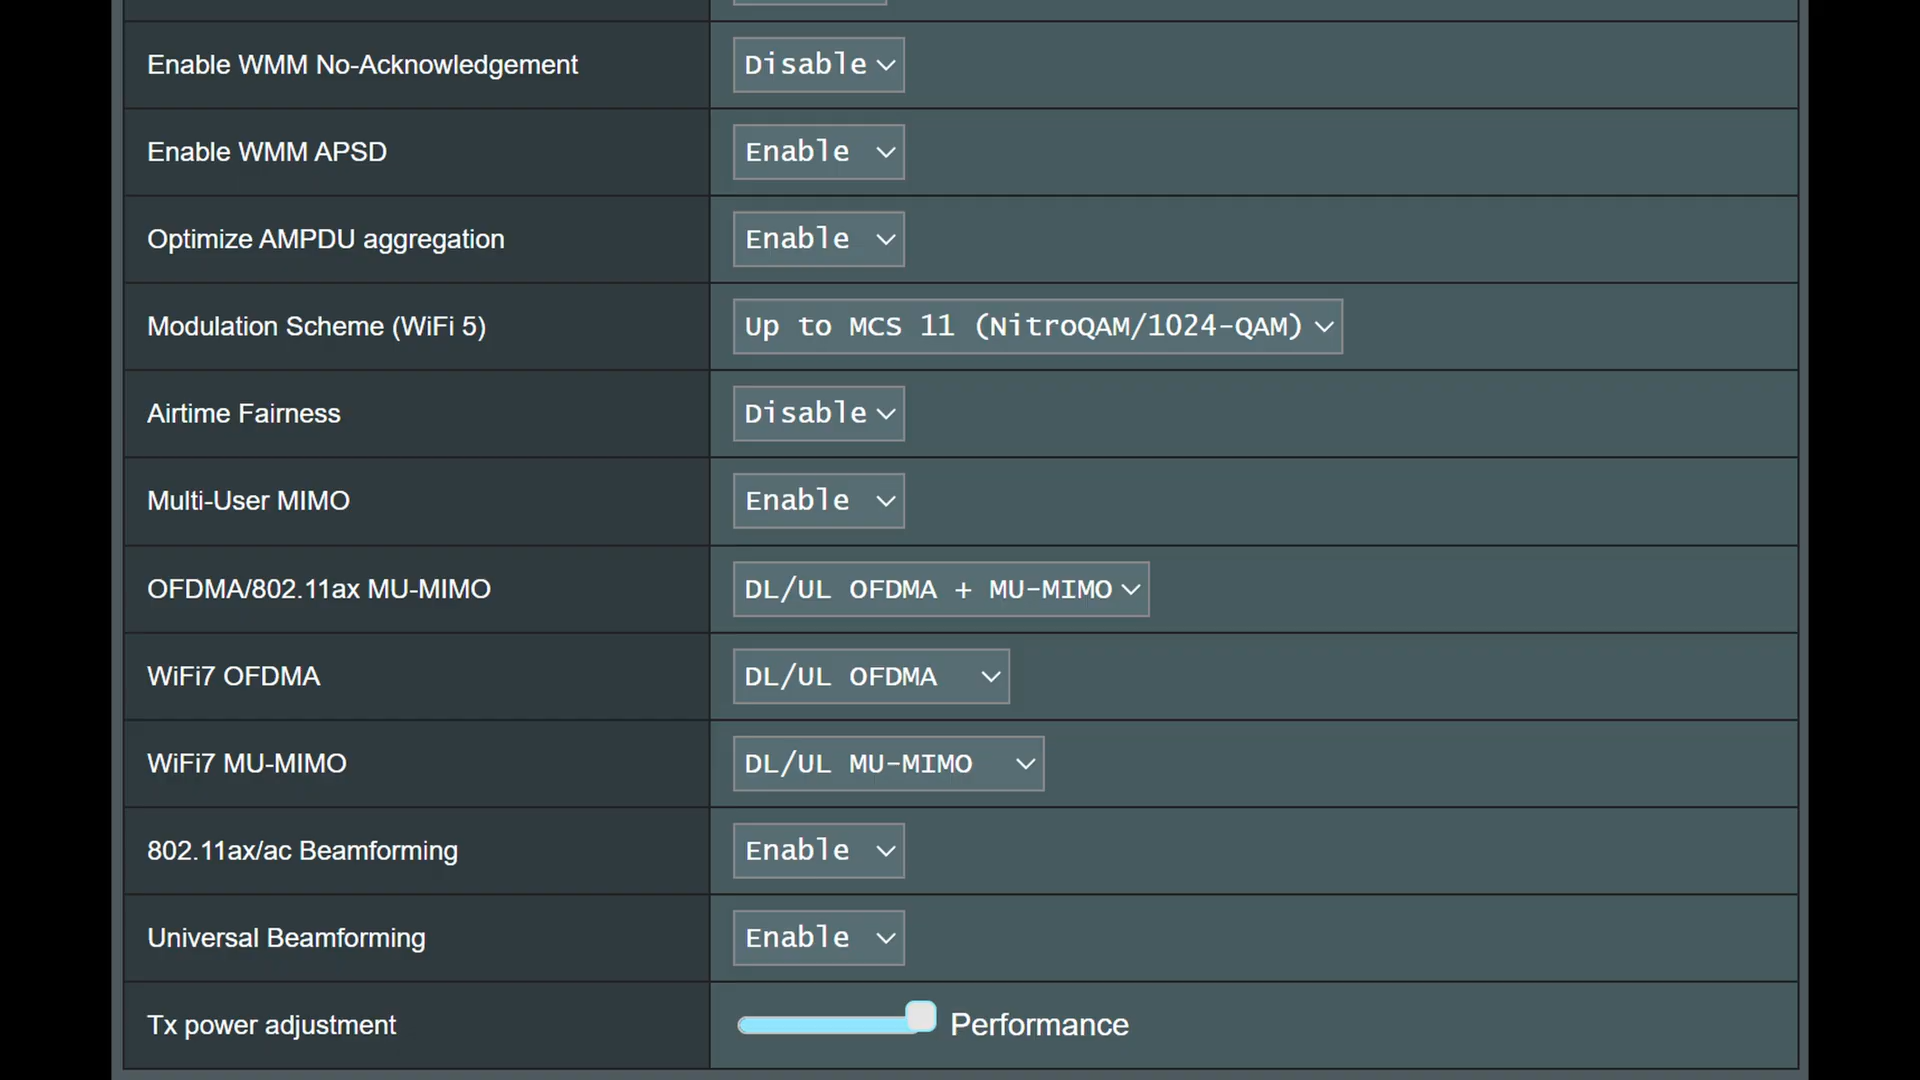 Enable WMM No-Acknowledgement Disable
Enable WMM APSD Enable
Optimize AMPDU aggregation Enable
Modulation Scheme (WiFi 5) Up to MCS 11 (NitroQAM/1024-QAM)
Airtime Fairness Disable
Multi-User MIMO Enable
OFDMA/802.11ax MU-MIMO DL/UL OFDMA + MU-MIMO
WiFi7 OFDMA DL/UL OFDMA
WiFi7 MU-MIMO DL/UL MU-MIMO
802.11ax/ac Beamforming Enable
Universal Beamforming Enable
Tx power adjustment Performance